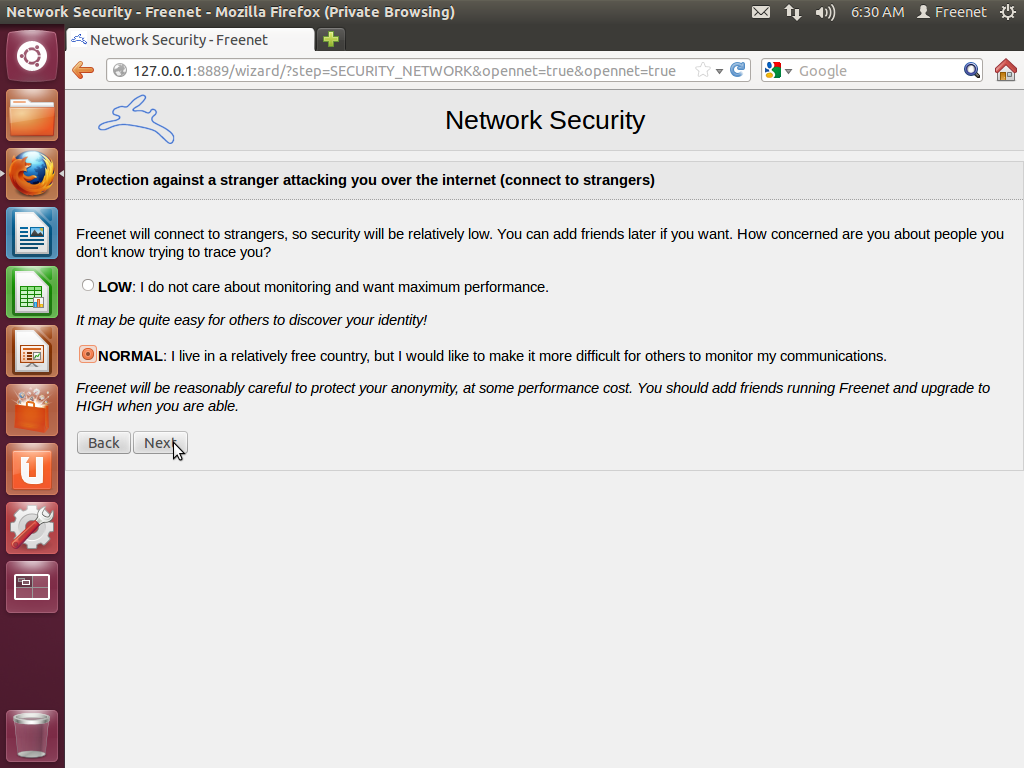 Network Security - Freenet - Mozilla Firefox (Private Browsing)
6:30 AM
Freenet
Network Security - Freenet
127.0.0.1:8889/wizard/?step=SECURITY_NETWORK&opennet=true&opennet=true
Google
Network Security
Protection against a stranger attacking you over the internet (connect to strangers)
Freenet will connect to strangers, so security will be relatively low. You can add friends later if you want. How concerned are you about people you
don't know trying to trace you?
LOW: I do not care about monitoring and want maximum performance.
It may be quite easy for others to discover your identity!
NORMAL: I live in a relatively free country, but I would like to make it more difficult for others to monitor my communications.
Freenet will be reasonably careful to protect your anonymity, at some performance cost. You should add friends running Freenet and upgrade to
HIGH when you are able.
Back
Next